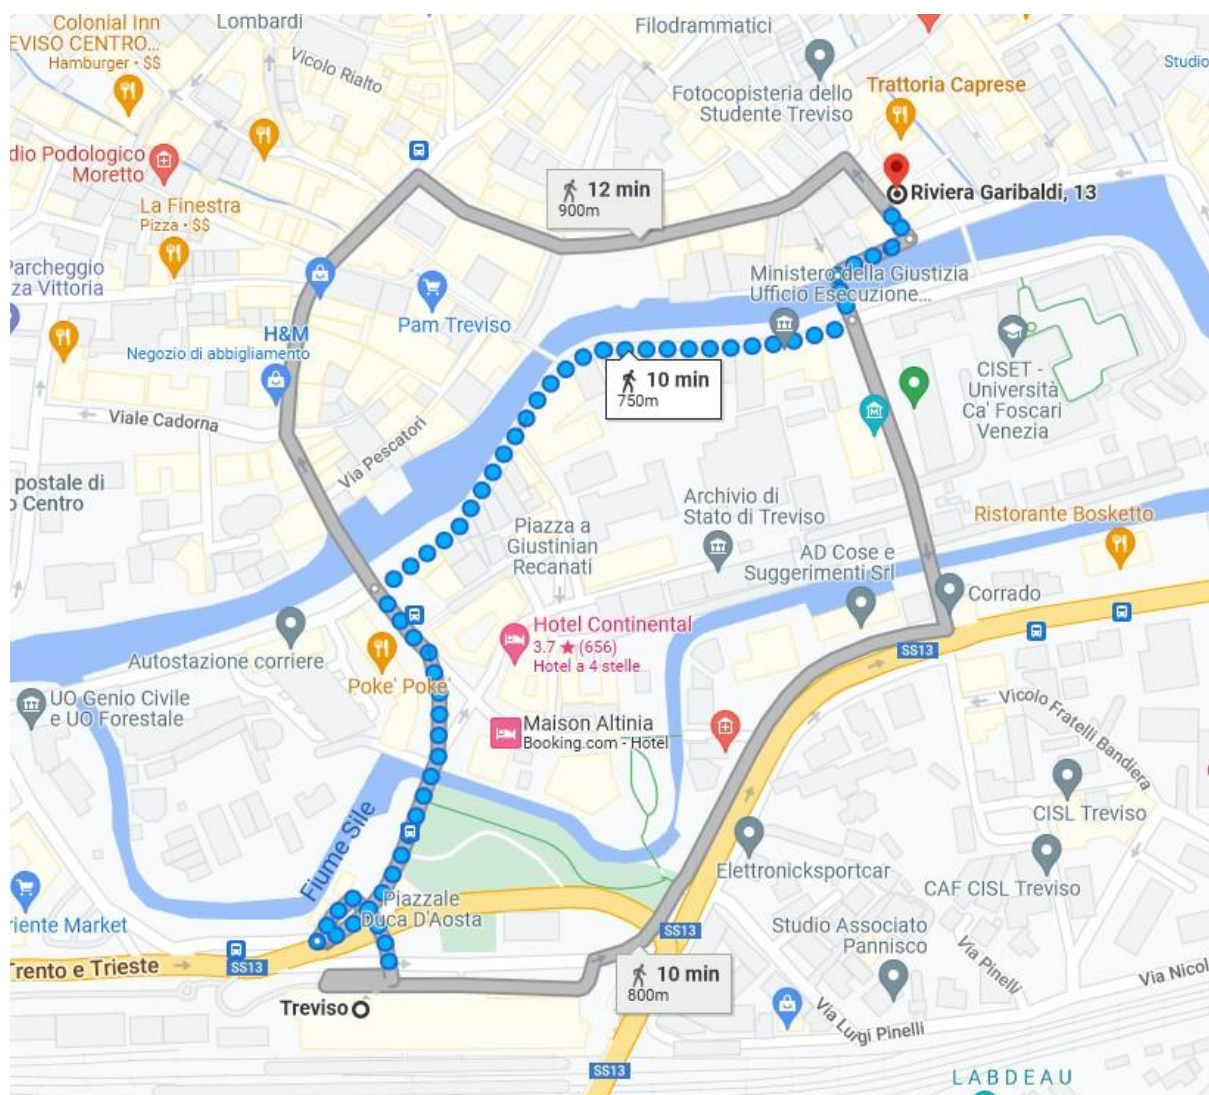 Colonial Inn
EVISO CENTRO...
Hamburger · $$
Lombardi
Vicolo Rialto
Filodrammatici
Studio
Fotocopisteria dello
Studente Treviso
Trattoria Caprese
dio Podologico
Moretto
12 min
900m
Riviera Garibaldi, 13
La Finestra
Pizza · $$
Parcheggio
za Vittoria
Ministero della Giustizia
Ufficio Esecuzione...
Pam Treviso
H&M
Negozio di abbigliamento
10 min
750m
CISET -
Università
Ca' Foscari
Venezia
Viale Cadorna
Via Pescatori
postale di
o Centro
Archivio di
Stato di Treviso
Piazza a
Giustinian
Recanati
Ristorante Bosketto
AD Cose e
Suggerimenti Srl
Corrado
Hotel Continental
3.7 ★ (656)
Hotel a 4 stelle
SS13
Autostazione corriere
Poke' Poke'
UO Genio Civile
e UO Forestale
Vicolo Fratelli Bandiera
Maison Altinia
Booking.com - Hotel
CISL Treviso
Fiume Sile
Elettronicksportcar
CAF CISL Treviso
Piazzale
Duca D'Aosta
riente Market
Studio Associato
Pannisco
SS13
Via Pinelli
Trento e Trieste
SS13
10 min
800m
Via Nicol
Treviso
Via Luigi Pinelli
SS13
LABDEAU